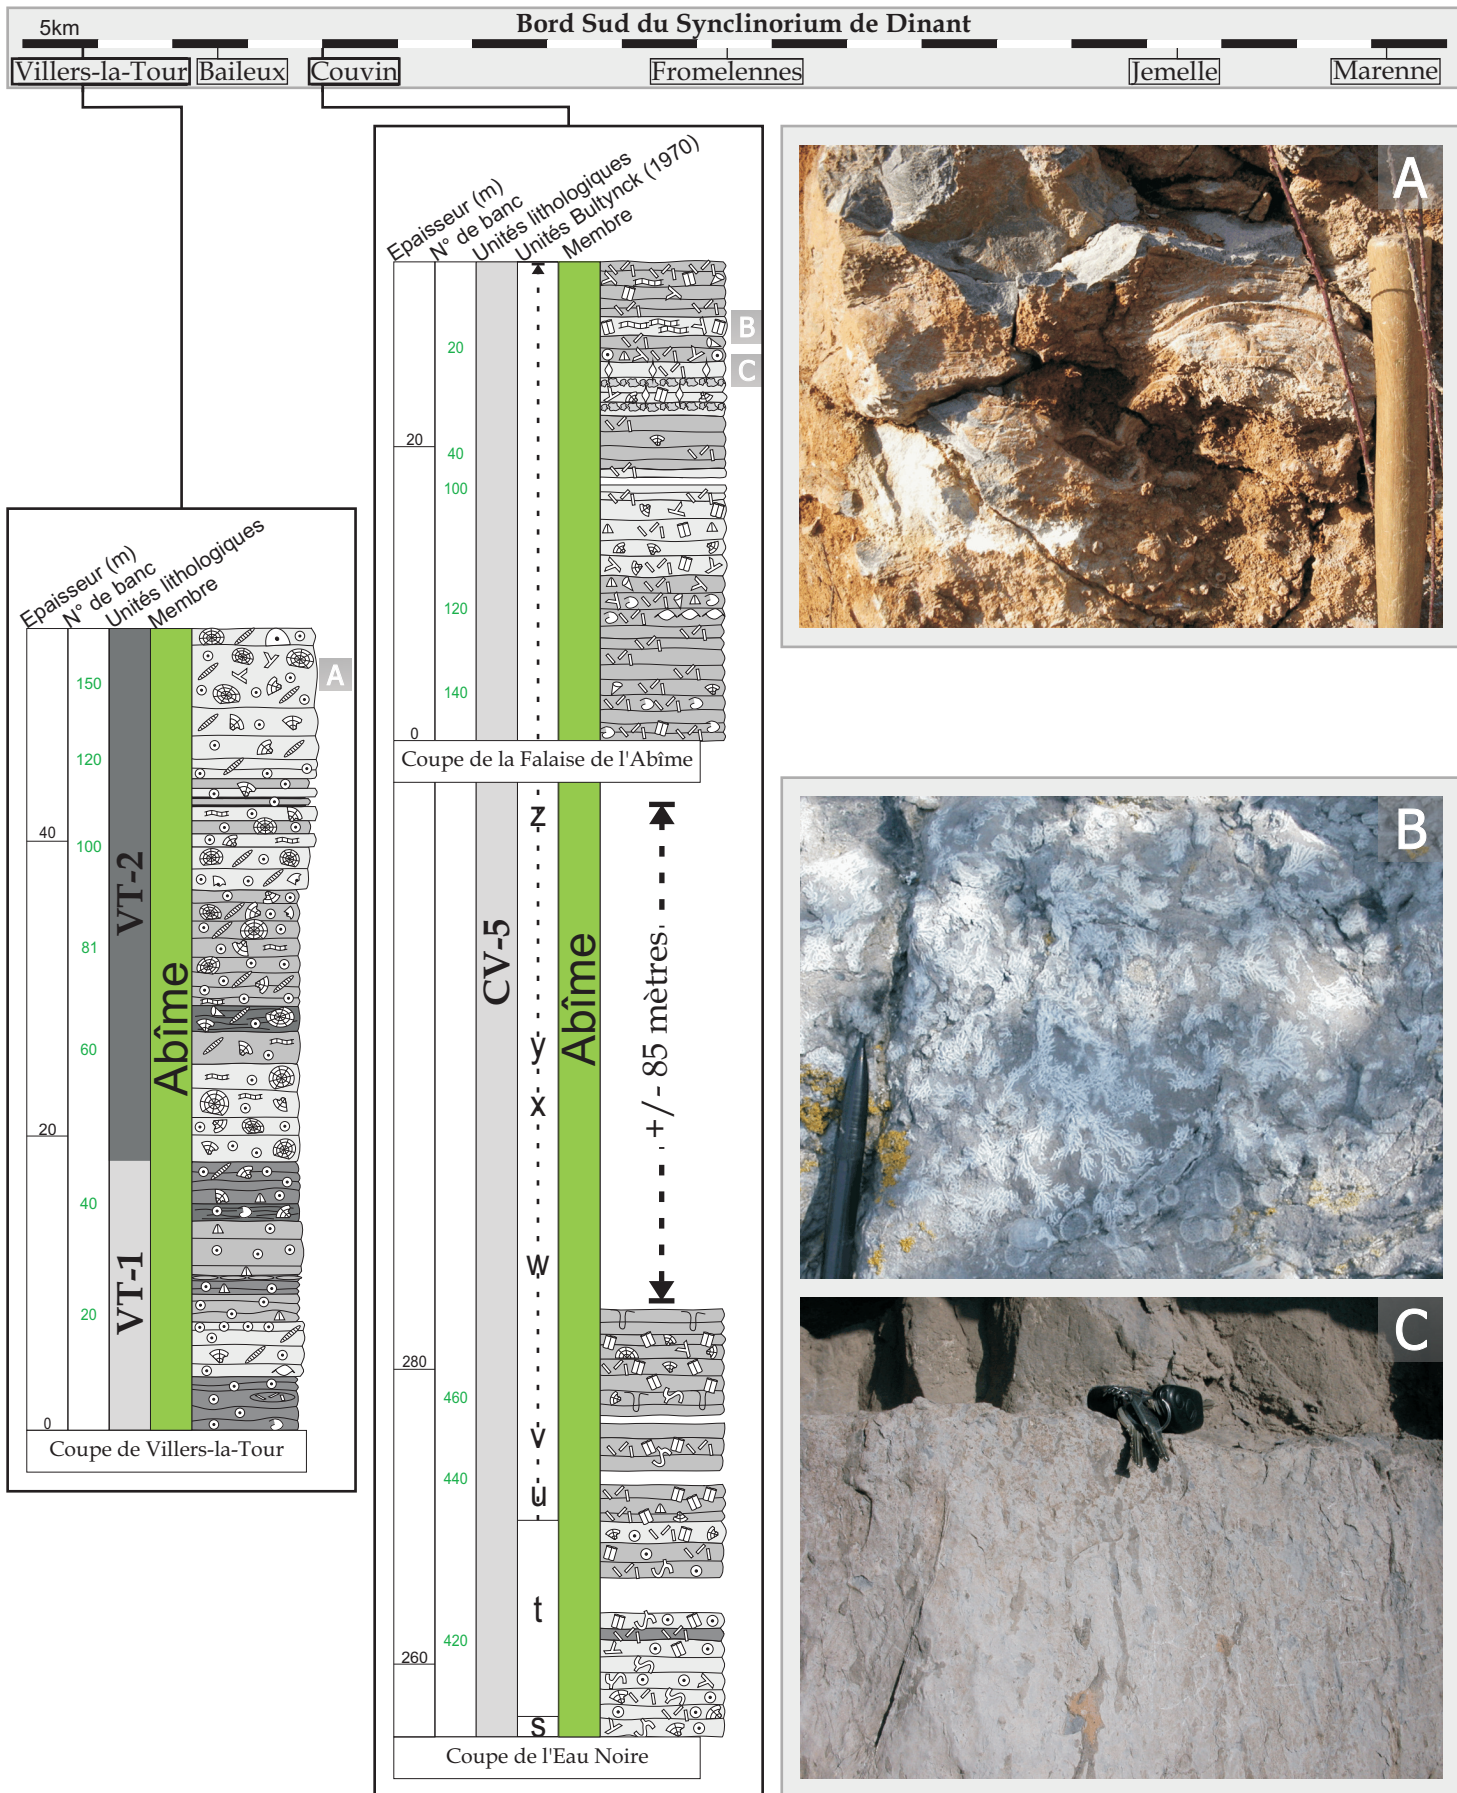 Bord Sud du Synclinorium de Dinant
5km
Villers-la-Tour
Baileux
Couvin
Fromelennes
Jemelle
Marenne
Epaisseur (m)
N° de banc
Unités lithologiques
Membre
150
120
40
100
81
60
20
40
20
0
VT-2
VT-1
Abîme
A
Coupe de Villers-la-Tour
Epaisseur (m)
N° de banc
Unités lithologiques
Unités Bultynck (1970)
Membre
B
20
C
20
40
100
120
140
0
Coupe de la Falaise de l'Abîme
z
y
x
w
v
u
t
s
CV-5
Abîme
+/- 85 mètres
280
460
440
420
260
Coupe de l'Eau Noire
A
B
C